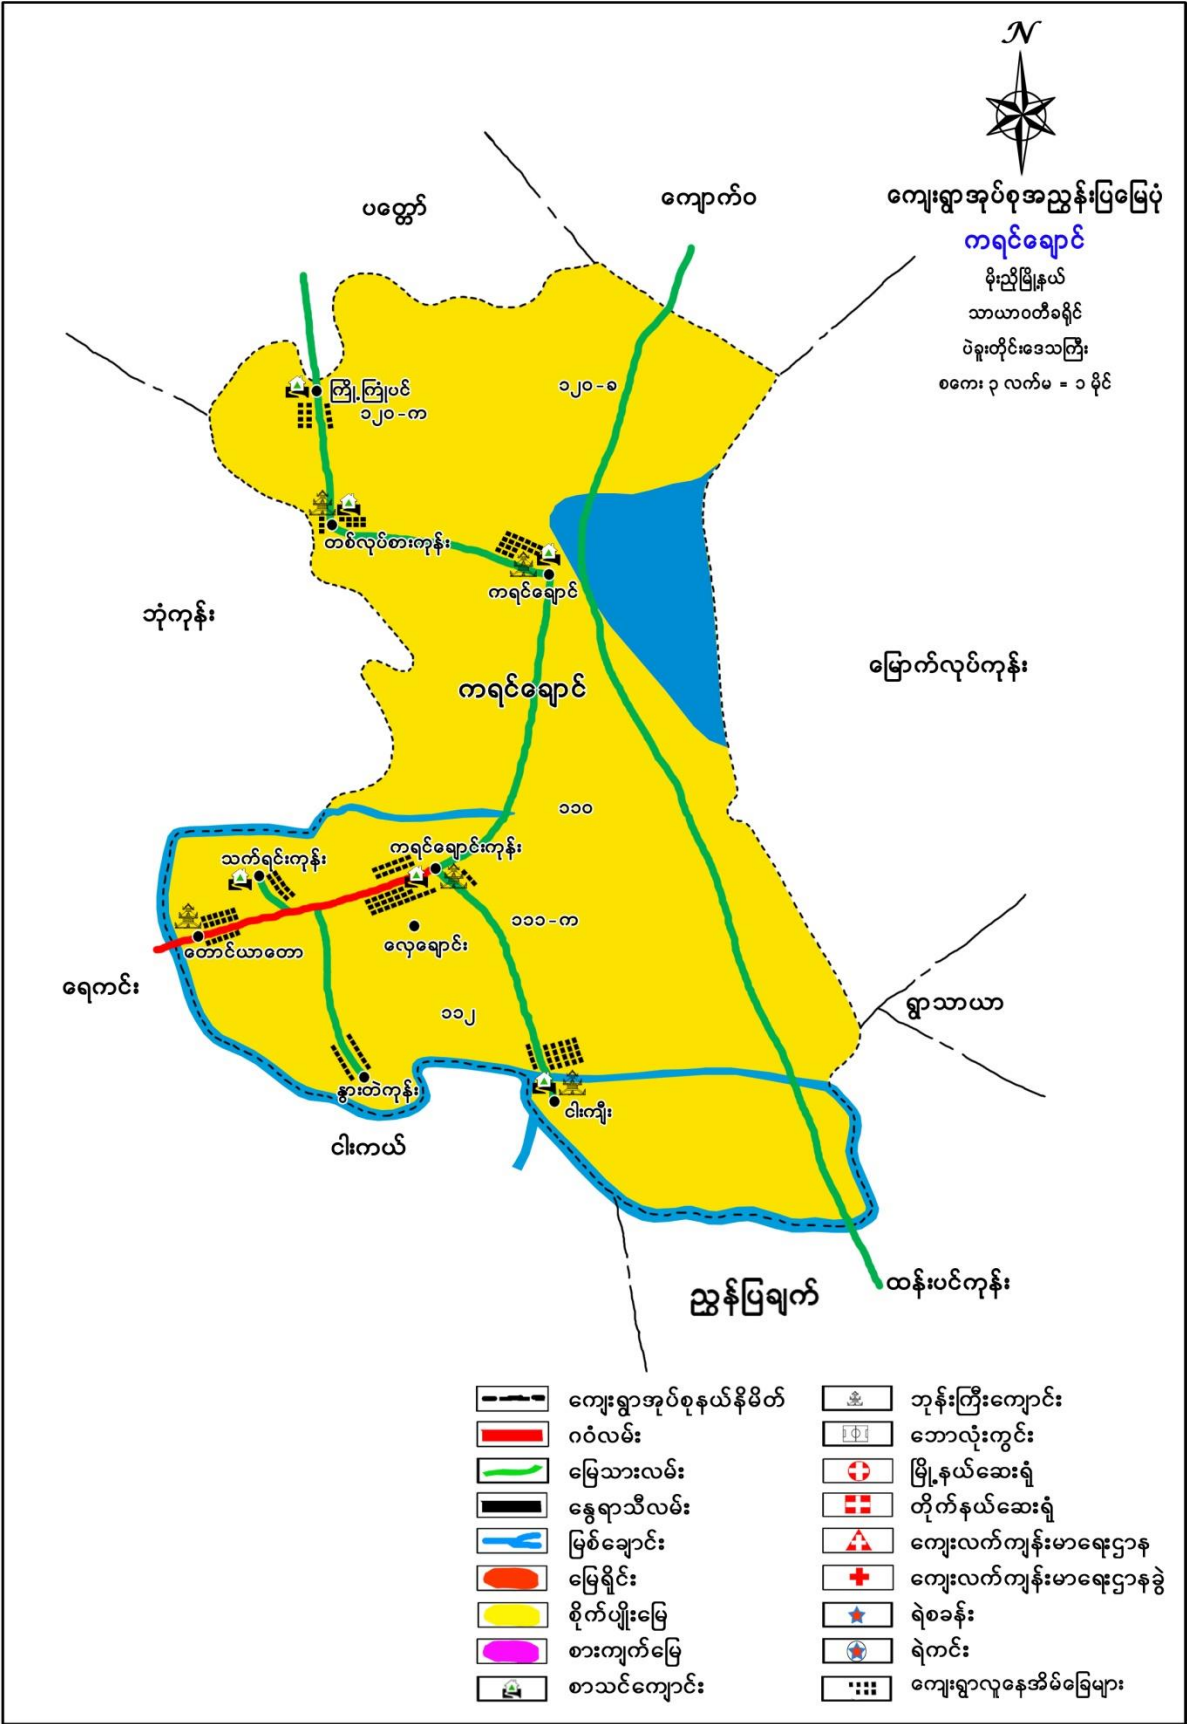 N
ကျေးရွာအုပ်စုအညွှန်းပြမြေပုံ
ကရင်ချောင်
မိုးညိုမြို့နယ်
သာယာဝတီခရိုင်
ပဲခူးတိုင်းဒေသကြီး
စကေး ၃ လက်မ = ၁ မိုင်
ပတ္တော်
ကျောက်ဝ
၁၂၀-ခ
ကြို့ကြုံပင်
၁၂၀-က
တစ်လုပ်စားကုန်း
ကရင်ချောင်
ဘုံကုန်း
မြောက်လုပ်ကုန်း
ကရင်ချောင်
၁၁၀
ကရင်ချောင်းကုန်း
သက်ရင်းကုန်း
၁၁၁-က
လှေချောင်း
တောင်ယာတော
ရေကင်း
ရွာသာယာ
၁၁၂
နွားတဲကုန်း
ငါးကျီး
ငါးကယ်
ထန်းပင်ကုန်း
ညွှန်ပြချက်
ကျေးရွာအုပ်စုနယ်နိမိတ်
ဂဝံလမ်း
မြေသားလမ်း
နွေရာသီလမ်း
မြစ်ချောင်း
မြေရိုင်း
စိုက်ပျိုးမြေ
စားကျက်မြေ
စာသင်ကျောင်း
ဘုန်းကြီးကျောင်း
ဘောလုံးကွင်း
မြို့နယ်ဆေးရုံ
တိုက်နယ်ဆေးရုံ
ကျေးလက်ကျန်းမာရေးဌာန
ကျေးလက်ကျန်းမာရေးဌာနခွဲ
ရဲစခန်း
ရဲကင်း
ကျေးရွာလူနေအိမ်ခြေများ